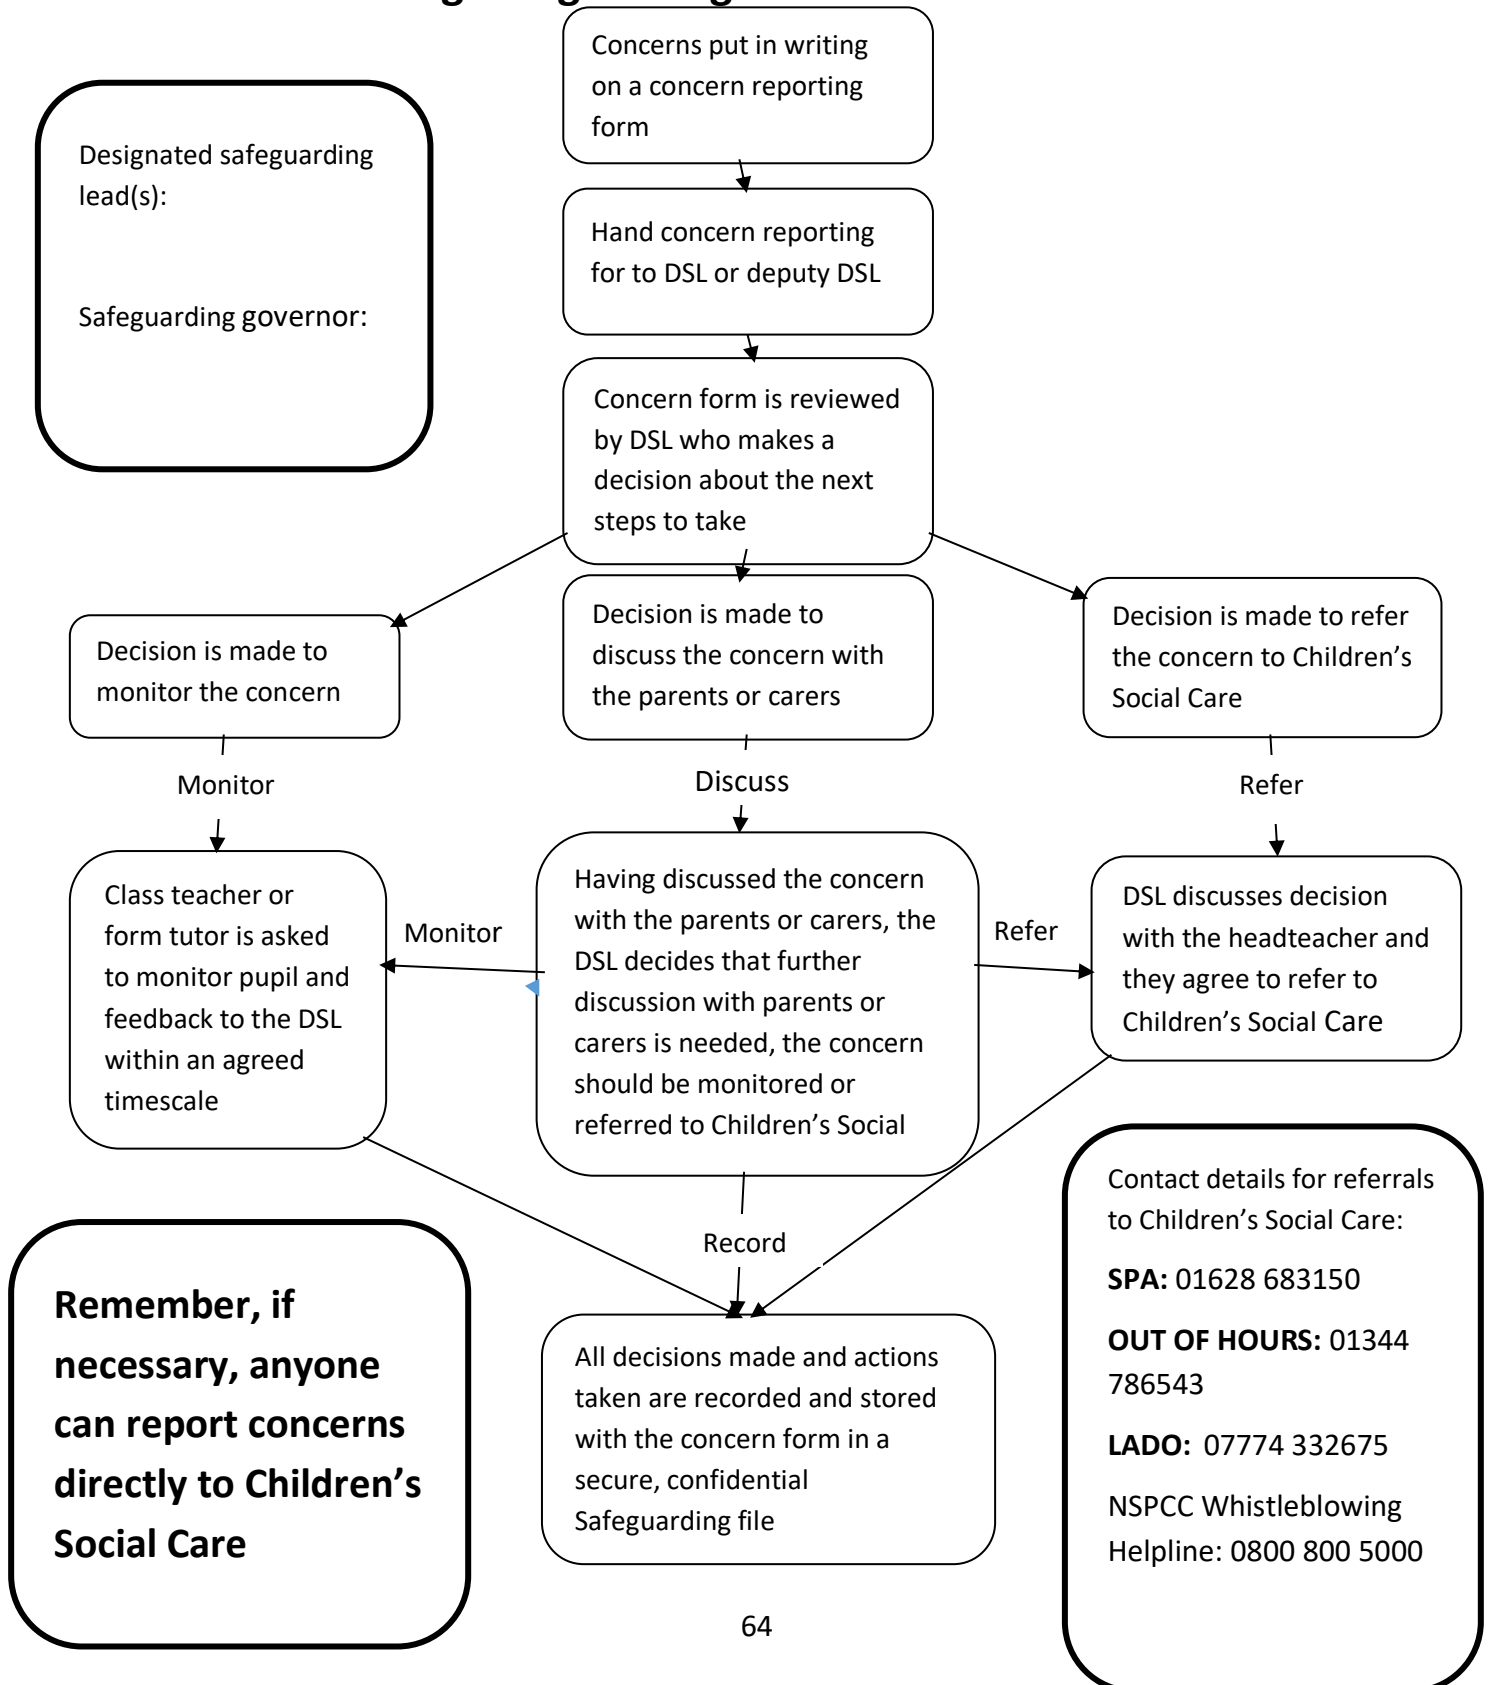 Concerns put in writing
on a concern reporting
form
Designated safeguarding
lead(s):
Safeguarding governor:
Hand concern reporting
for to DSL or deputy DSL
Concern form is reviewed
by DSL who makes a
decision about the next
steps to take
Decision is made to
monitor the concern
Decision is made to
discuss the concern with
the parents or carers
Decision is made to refer
the concern to Children’s
Social Care
Monitor
Discuss
Refer
Class teacher or
form tutor is asked
to monitor pupil and
feedback to the DSL
within an agreed
timescale
Monitor
Having discussed the concern
with the parents or carers, the
DSL decides that further
discussion with parents or
carers is needed, the concern
should be monitored or
referred to Children’s Social
Refer
DSL discusses decision
with the headteacher and
they agree to refer to
Children’s Social Care
Record
Remember, if
necessary, anyone
can report concerns
directly to Children’s
Social Care
All decisions made and actions
taken are recorded and stored
with the concern form in a
secure, confidential
Safeguarding file
Contact details for referrals
to Children’s Social Care:
SPA: 01628 683150
OUT OF HOURS: 01344
786543
LADO: 07774 332675
NSPCC Whistleblowing
Helpline: 0800 800 5000
64